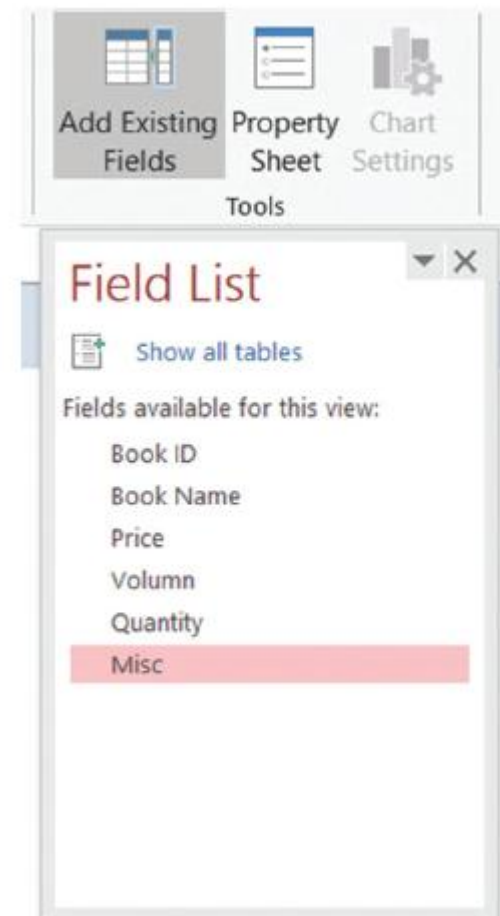 Add Existing Property Chart
Fields Sheet Settings
Tools
Field List
Show all tables
Fields available for this view:
Book ID
Book Name
Price
Volumn
Quantity
Misc